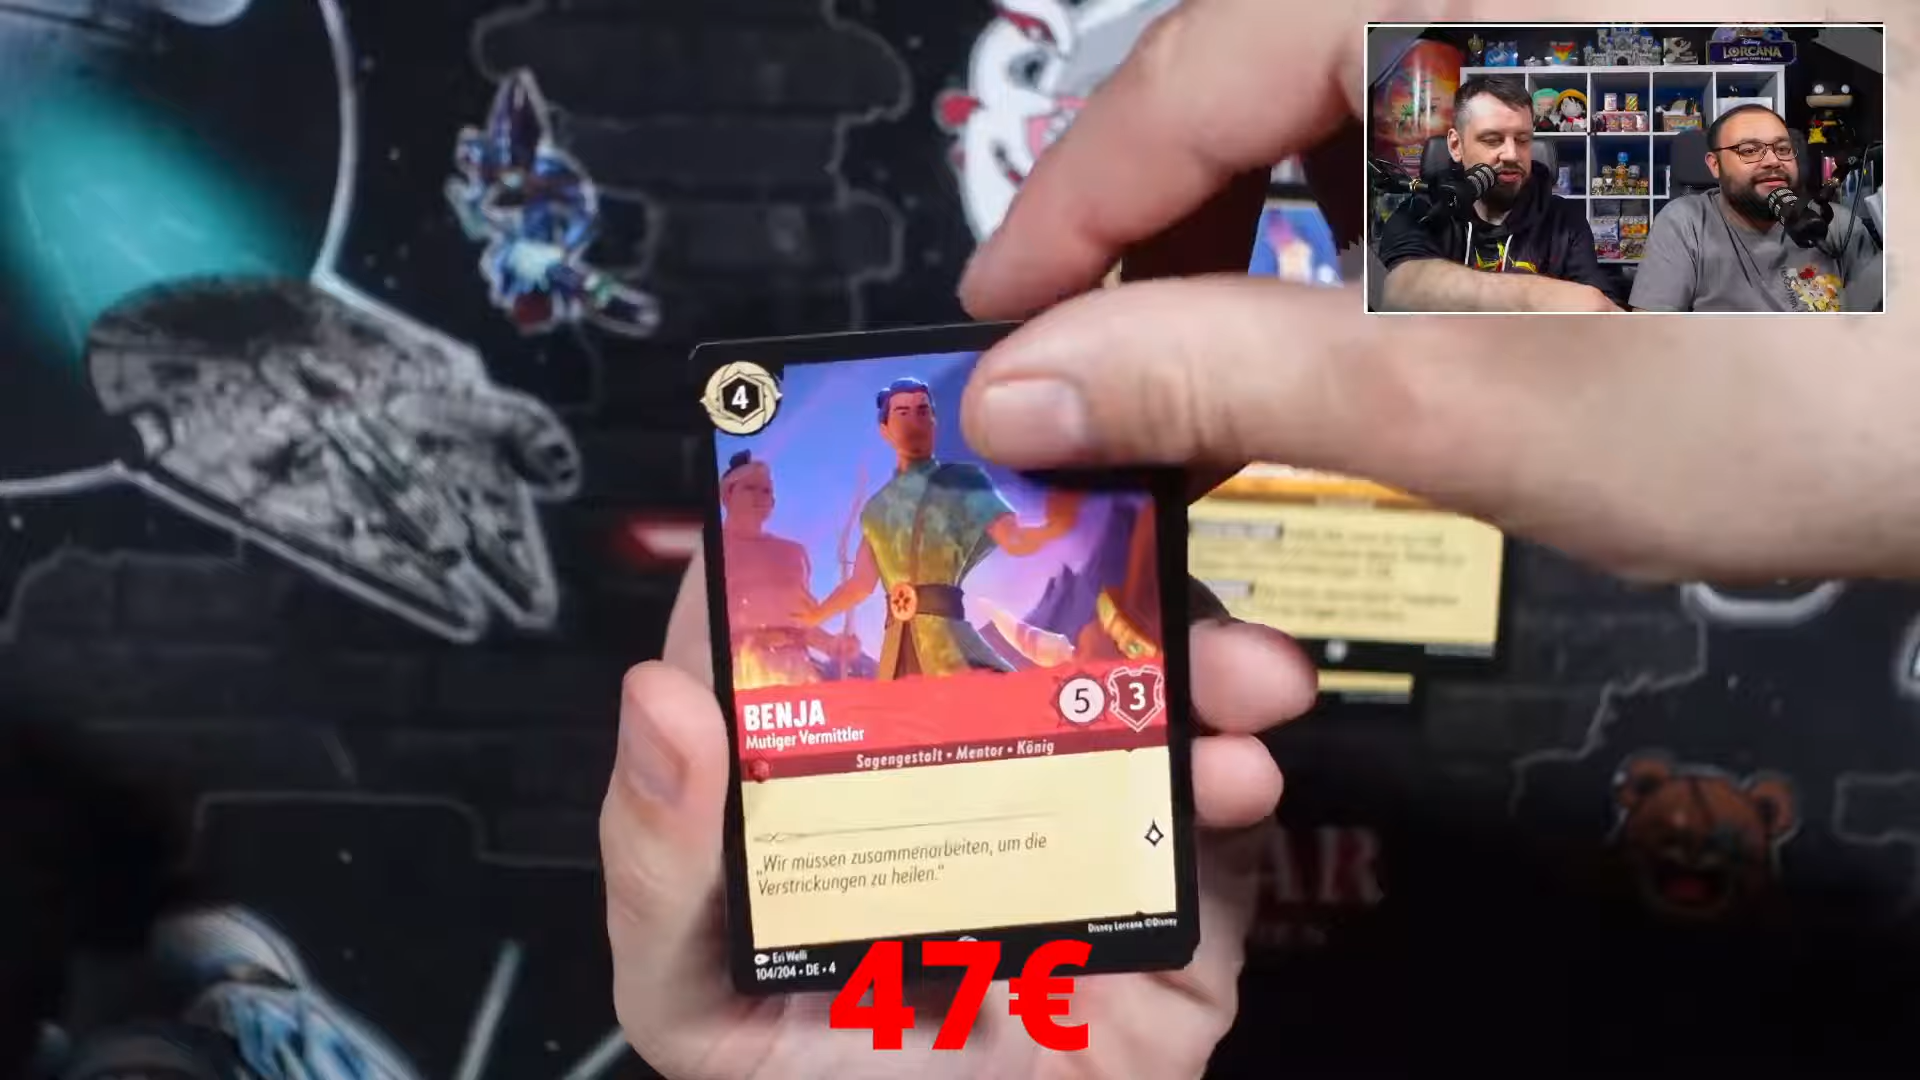 LORCANA
4
BENJA
5
3
Mutiger Vermittler
Sagengestalt • Mentor • König
„Wir müssen zusammenarbeiten, um die
Verstrickungen zu heilen.“
Disney Lorcana ©Disney
Eri Welli
104/204 • DE • 4
47€
AR